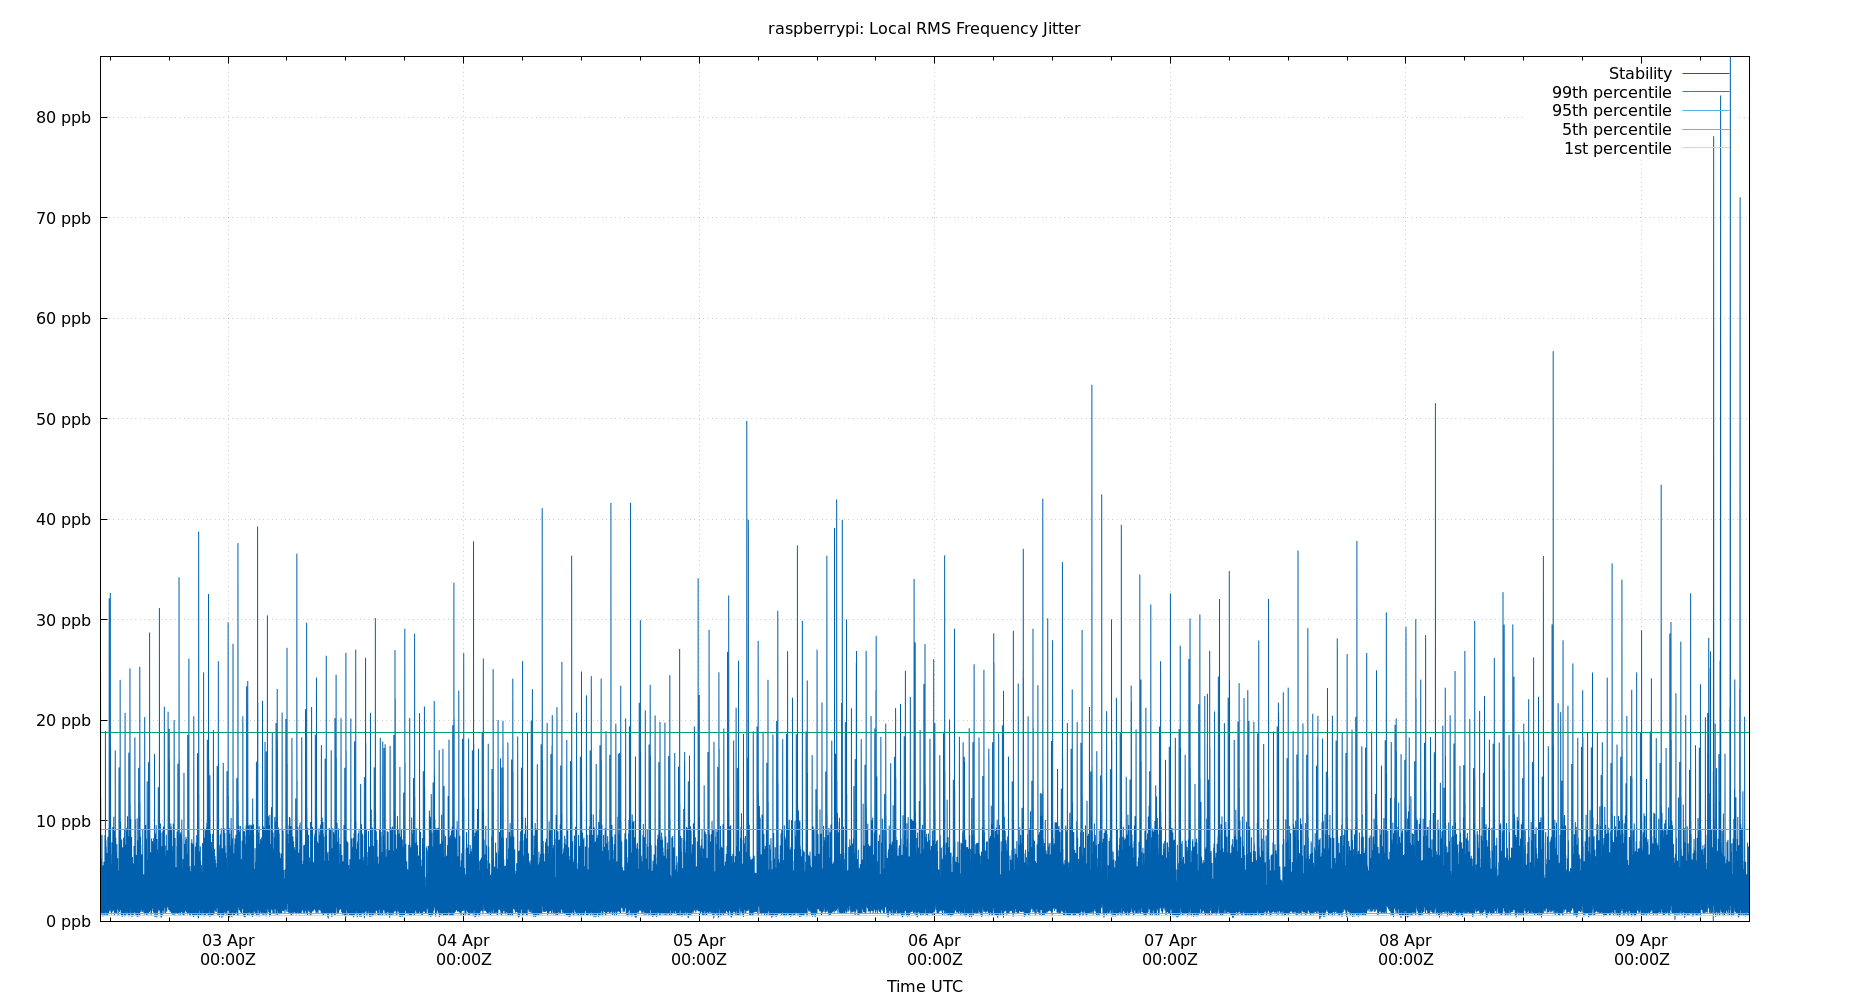 raspberrypi: Local RMS Frequency Jitter
Stability
99th percentile
95th percentile
5th percentile
1st percentile
80 ppb
70 ppb
60 ppb
50 ppb
40 ppb
30 ppb
20 ppb
10 ppb
0 ppb
03 Apr 04 Apr 05 Apr 06 Apr 07 Apr 08 Apr 09 Apr
00:00Z 00:00Z 00:00Z 00:00Z 00:00Z 00:00Z 00:00Z
Time UTC